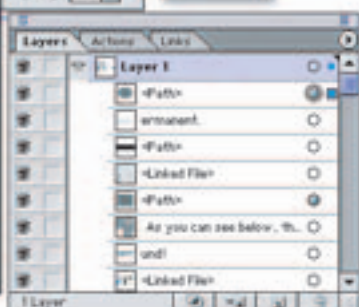 Layers Actions Links
Layer 1
<Path>
ermanent.
<Path>
<Linked File>
<Path>
As you can see below, th...
und!
<Linked File>
1 Layer